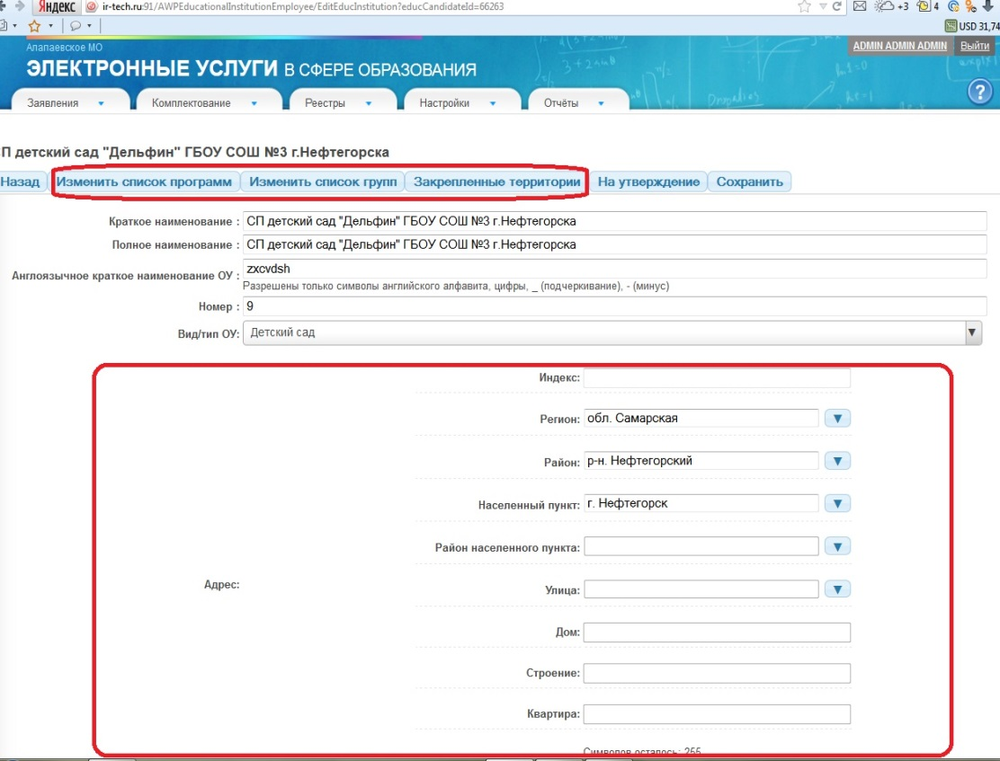 Яндекс ir-tech.ru:91/AWPEducationalInstitutionEmployee/EditEducInstitution?educCandidateId=66263 +3 4
USD 31,74
Алапаевское МО
ADMIN ADMIN ADMIN Выйти
ЭЛЕКТРОННЫЕ УСЛУГИ В СФЕРЕ ОБРАЗОВАНИЯ
?
Заявления Комплектование Реестры Настройки Отчёты
П детский сад "Дельфин" ГБОУ СОШ №3 г.Нефтегорска
Назад Изменить список программ Изменить список групп Закрепленные территории На утверждение Сохранить
Краткое наименование : СП детский сад "Дельфин" ГБОУ СОШ №3 г.Нефтегорска
Полное наименование : СП детский сад "Дельфин" ГБОУ СОШ №3 г.Нефтегорска
Англоязычное краткое наименование ОУ : zxcvdsh
Разрешены только символы английского алфавита, цифры, _ (подчеркивание), - (минус)
Номер : 9
Вид/тип ОУ: Детский сад
Индекс:
Регион: обл. Самарская
Район: р-н. Нефтегорский
Населенный пункт: г. Нефтегорск
Район населенного пункта:
Адрес:
Улица:
Дом:
Строение:
Квартира:
Символов осталось: 255